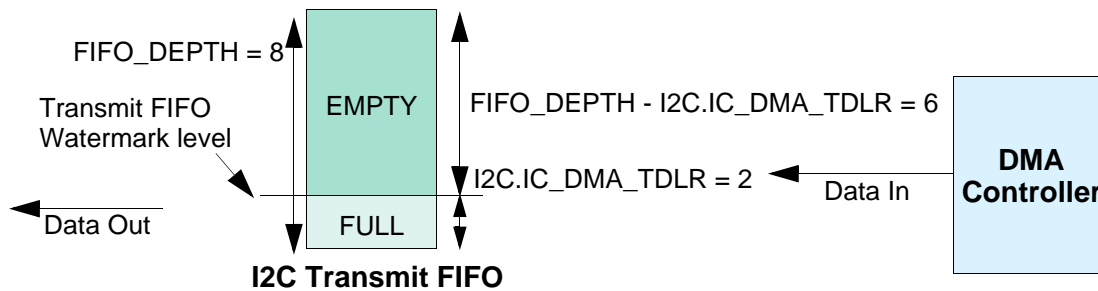 FIFO_DEPTH = 8
EMPTY
FIFO_DEPTH - I2C.IC_DMA_TDLR = 6
Transmit FIFO
Watermark level
I2C.IC_DMA_TDLR = 2
DMA
Controller
Data In
Data Out
FULL
I2C Transmit FIFO